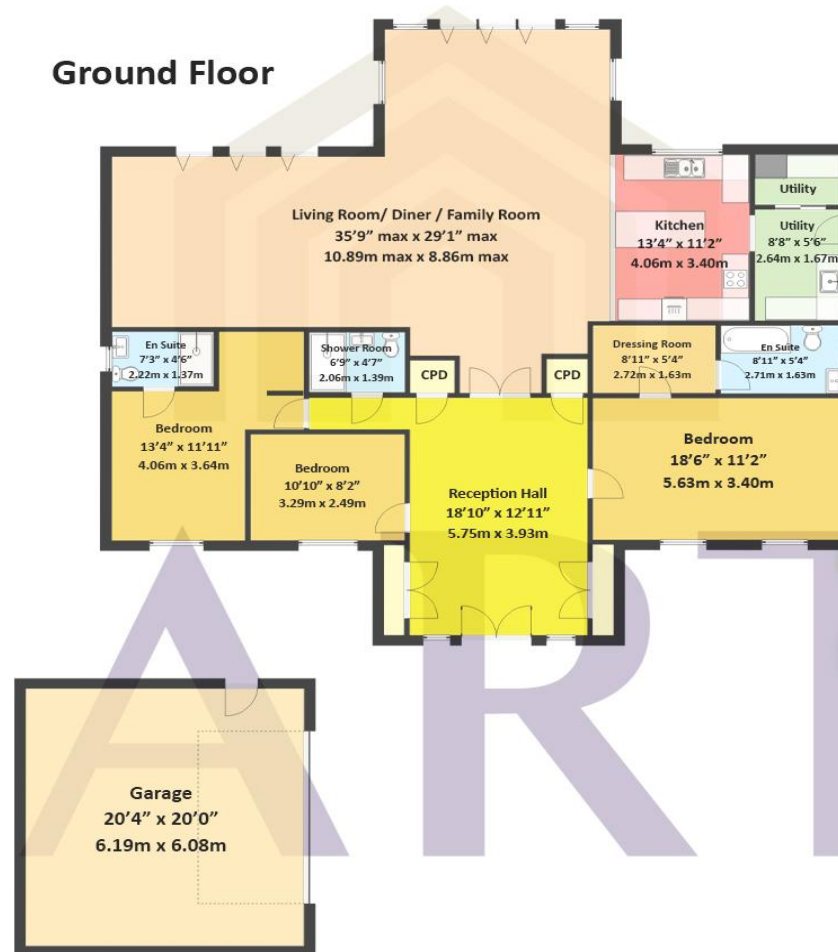 Ground Floor
Living Room/ Diner / Family Room
35’9” max x 29’1” max
10.89m max x 8.86m max
Kitchen
13’4” x 11’2”
4.06m x 3.40m
Utility
Utility
8’8” x 5’6”
2.64m x 1.67m
En Suite
7’3” x 4’6”
2.22m x 1.37m
Shower Room
6’9” x 4’7”
2.06m x 1.39m
CPD
CPD
Dressing Room
8’11” x 5’4”
2.72m x 1.63m
En Suite
8’11” x 5’4”
2.71m x 1.63m
Bedroom
13’4” x 11’11”
4.06m x 3.64m
Bedroom
10’10” x 8’2”
3.29m x 2.49m
Reception Hall
18’10” x 12’11”
5.75m x 3.93m
Bedroom
18’6” x 11’2”
5.63m x 3.40m
ART
Garage
20’4” x 20’0”
6.19m x 6.08m